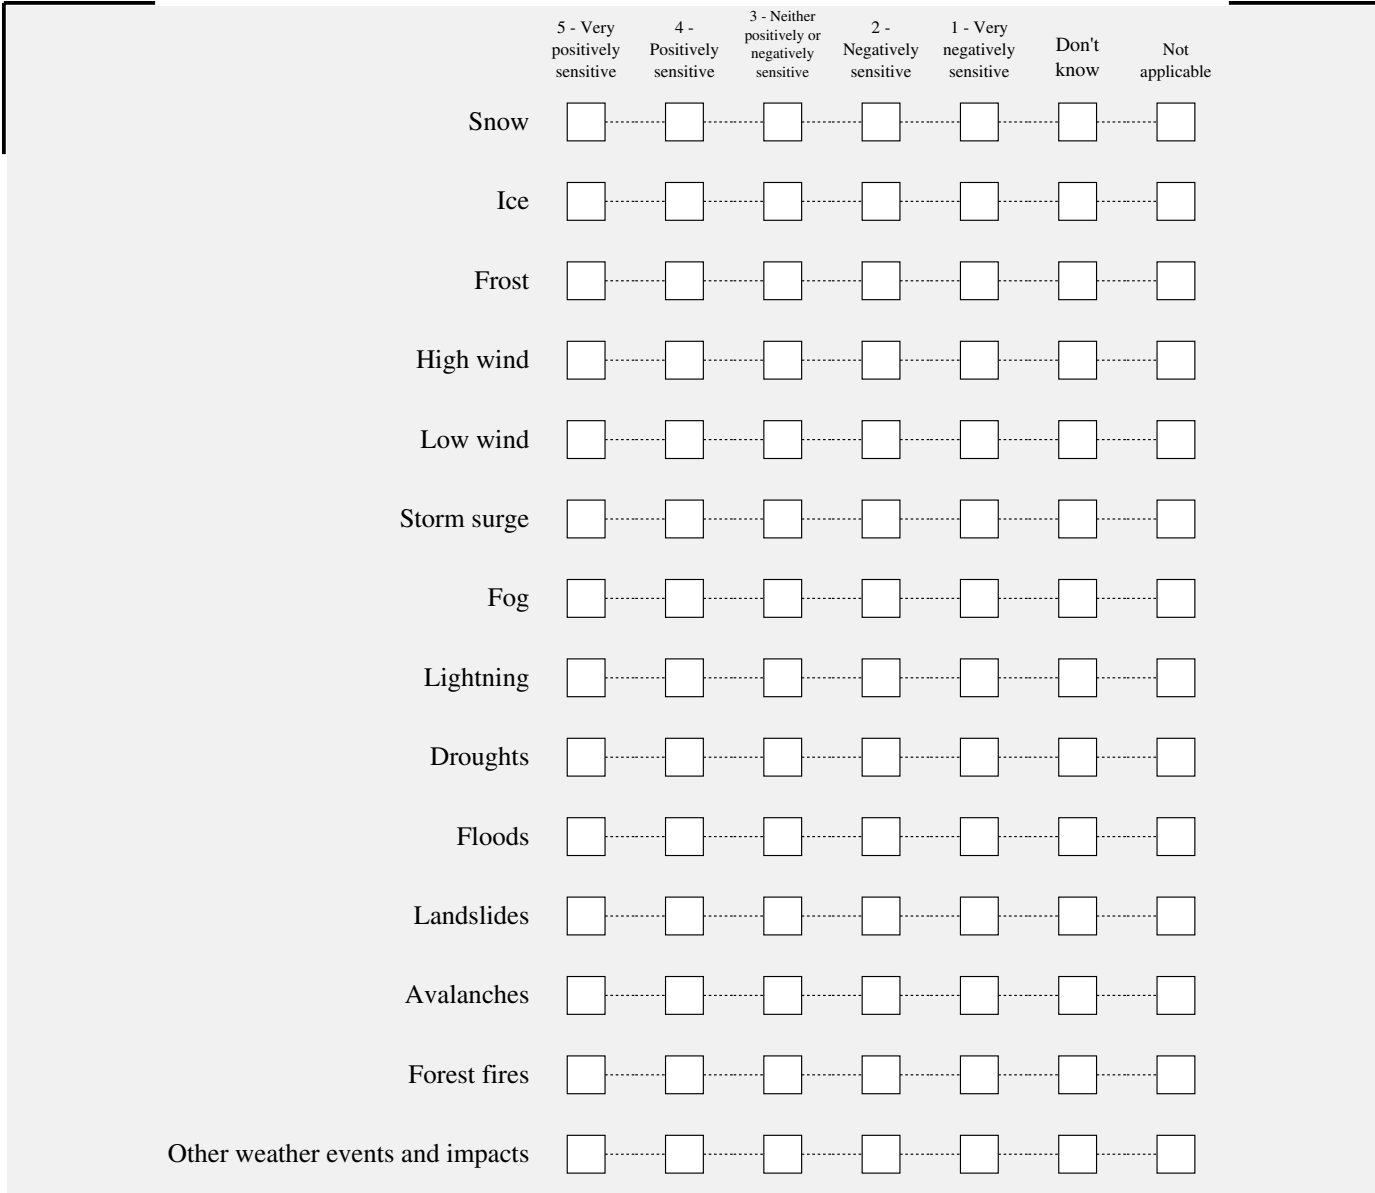 5 - Very positively sensitive
4 - Positively sensitive
3 - Neither positively or negatively sensitive
2 - Negatively sensitive
1 - Very negatively sensitive
Don't know
Not applicable
Snow
Ice
Frost
High wind
Low wind
Storm surge
Fog
Lightning
Droughts
Floods
Landslides
Avalanches
Forest fires
Other weather events and impacts